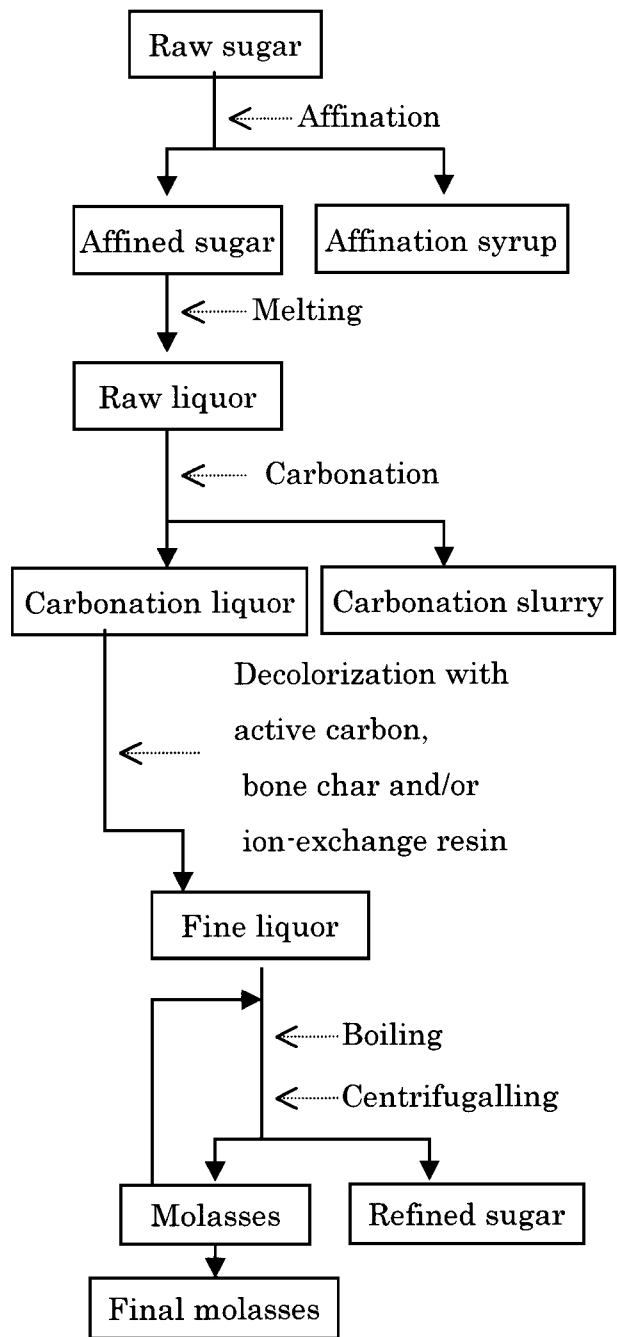 Raw sugar
Affination
Affined sugar
Affination syrup
Melting
Raw liquor
Carbonation
Carbonation liquor
Carbonation slurry
Decolorization with
active carbon,
bone char and/or
ion-exchange resin
Fine liquor
Boiling
Centrifugalling
Molasses
Refined sugar
Final molasses